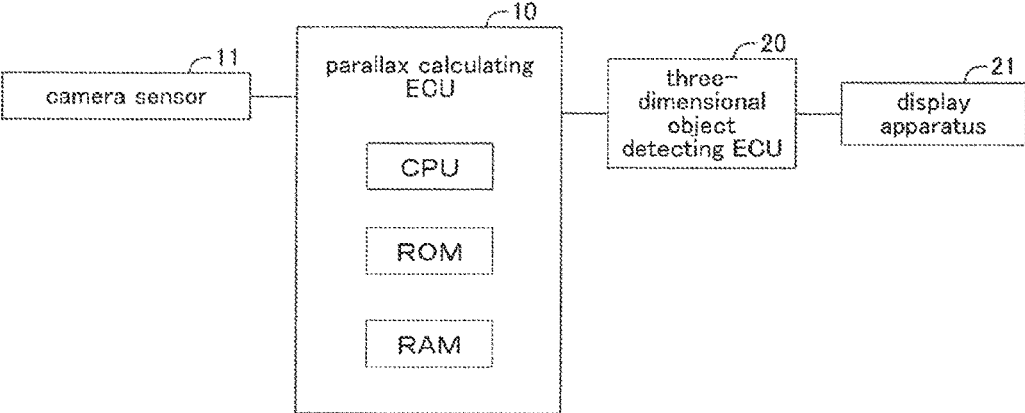 11
camera sensor
10
parallax calculating
ECU
CPU
ROM
RAM
20
three-
dimensional
object
detecting ECU
21
display
apparatus